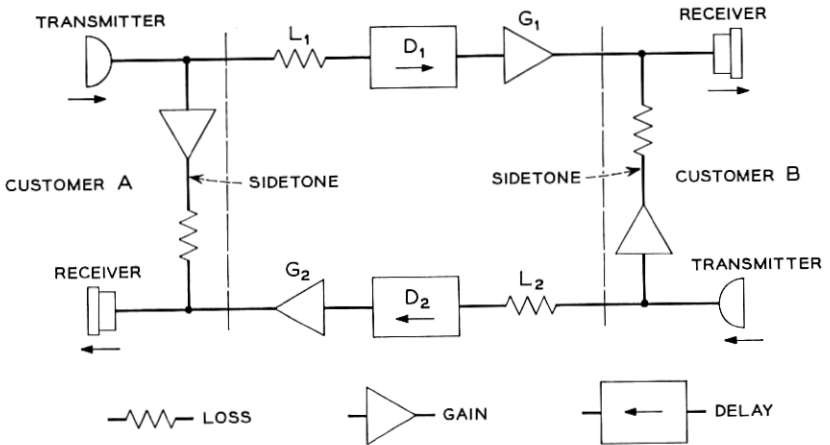 TRANSMITTER
L1
D1
G1
RECEIVER
SIDETONE
CUSTOMER A
SIDETONE
CUSTOMER B
RECEIVER
G2
D2
L2
TRANSMITTER
LOSS
GAIN
DELAY